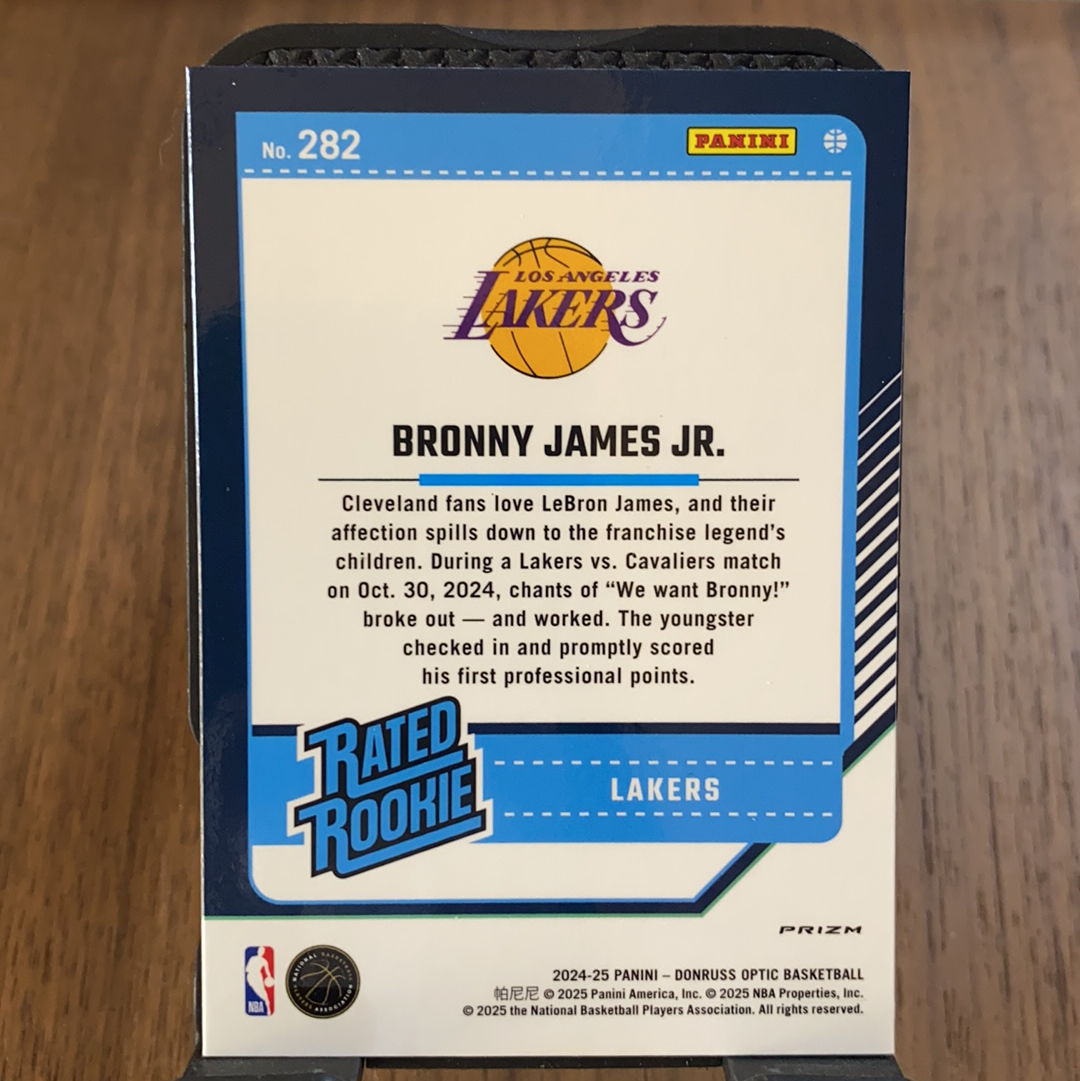 No. 282
PANINI
LOS ANGELES
LAKERS
BRONNY JAMES JR.
Cleveland fans love LeBron James, and their
affection spills down to the franchise legend's
children. During a Lakers vs. Cavaliers match
on Oct. 30, 2024, chants of “We want Bronny!”
broke out — and worked. The youngster
checked in and promptly scored
his first professional points.
RATED
ROOKIE
LAKERS
PRIZM
NBA
NATIONAL BASKETBALL
PLAYERS ASSOCIATION
2024-25 PANINI – DONRUSS OPTIC BASKETBALL
帕尼尼 © 2025 Panini America, Inc. © 2025 NBA Properties, Inc.
© 2025 the National Basketball Players Association. All rights reserved.